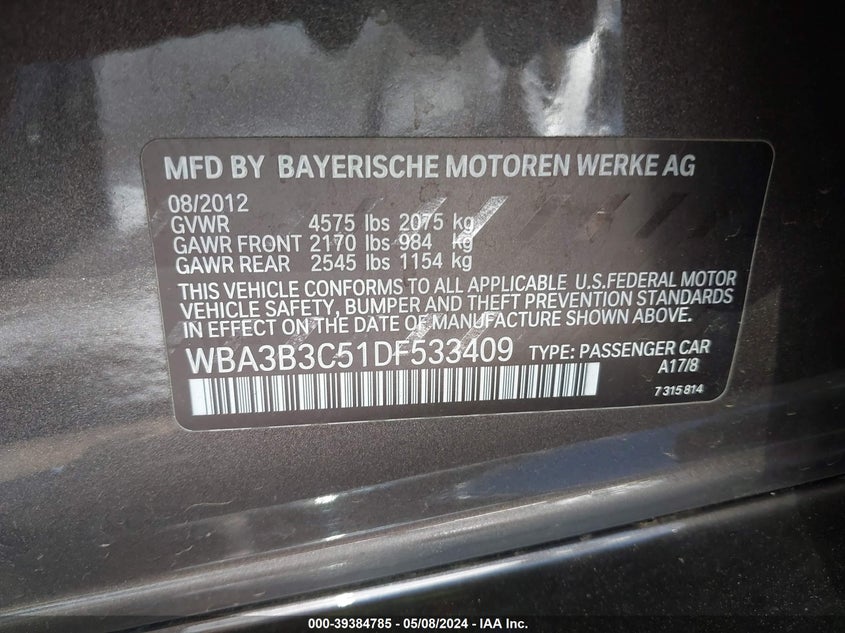 MFD BY BAYERISCHE MOTOREN WERKE AG
08/2012
GVWR 4575 lbs 2075 kg
GAWR FRONT 2170 lbs 984 kg
GAWR REAR 2545 lbs 1154 kg
THIS VEHICLE CONFORMS TO ALL APPLICABLE U.S.FEDERAL MOTOR
VEHICLE SAFETY, BUMPER AND THEFT PREVENTION STANDARDS
IN EFFECT ON THE DATE OF MANUFACTURE SHOWN ABOVE.
WBA3B3C51DF533409 TYPE: PASSENGER CAR
A17/8
7 315 814
000-39384785 - 05/08/2024 - IAA Inc.